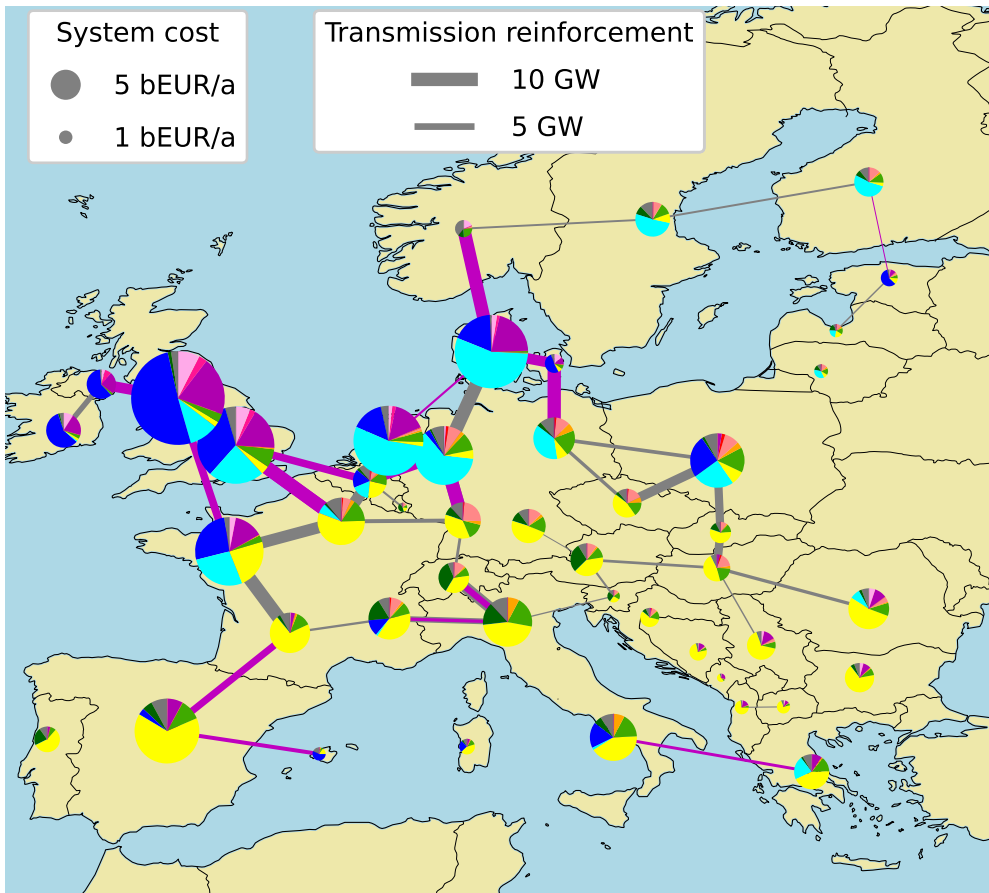 System cost
5 bEUR/a
1 bEUR/a
Transmission reinforcement
10 GW
5 GW